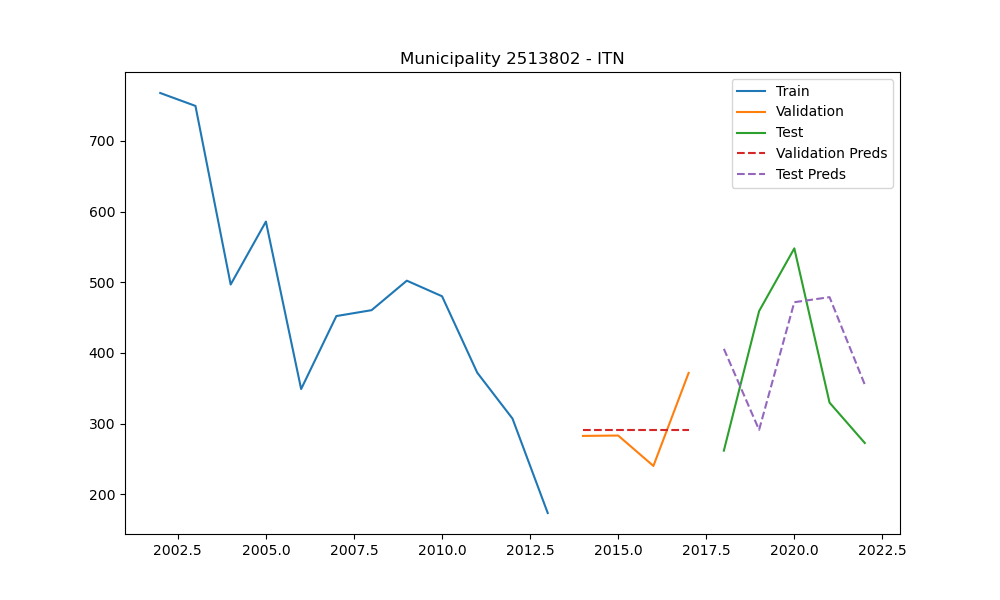 Municipality 2513802 - ITN
Train
Validation
Test
Validation Preds
Test Preds
700
600
500
400
300
200
2002.5 2005.0 2007.5 2010.0 2012.5 2015.0 2017.5 2020.0 2022.5